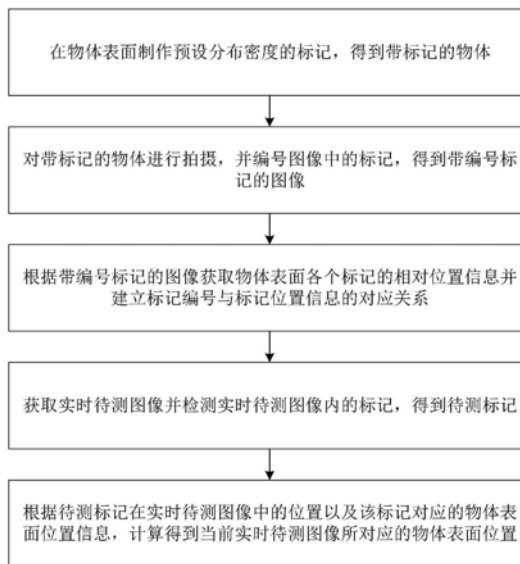 在物体表面制作预设分布密度的标记，得到带标记的物体
对带标记的物体进行拍摄，并编号图像中的标记，得到带编号标
记的图像
根据带编号标记的图像获取物体表面各个标记的相对位置信息并
建立标记编号与标记位置信息的对应关系
获取实时待测图像并检测实时待测图像内的标记，得到待测标记
根据待测标记在实时待测图像中的位置以及该标记对应的物体表
面位置信息，计算得到当前实时待测图像所对应的物体表面位置